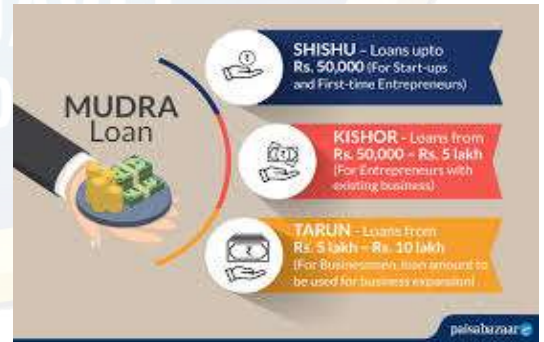 MUDRA
Loan
SHISHU – Loans upto
Rs. 50,000 (For Start-ups
and First-time Entrepreneurs)
KISHOR - Loans from
Rs. 50,000 – Rs. 5 lakh
(For Entrepreneurs with
existing business)
TARUN - Loans from
Rs. 5 lakh – Rs. 10 lakh
(For Businessmen, loan amount to
be used for business expansion)
paisabazaar